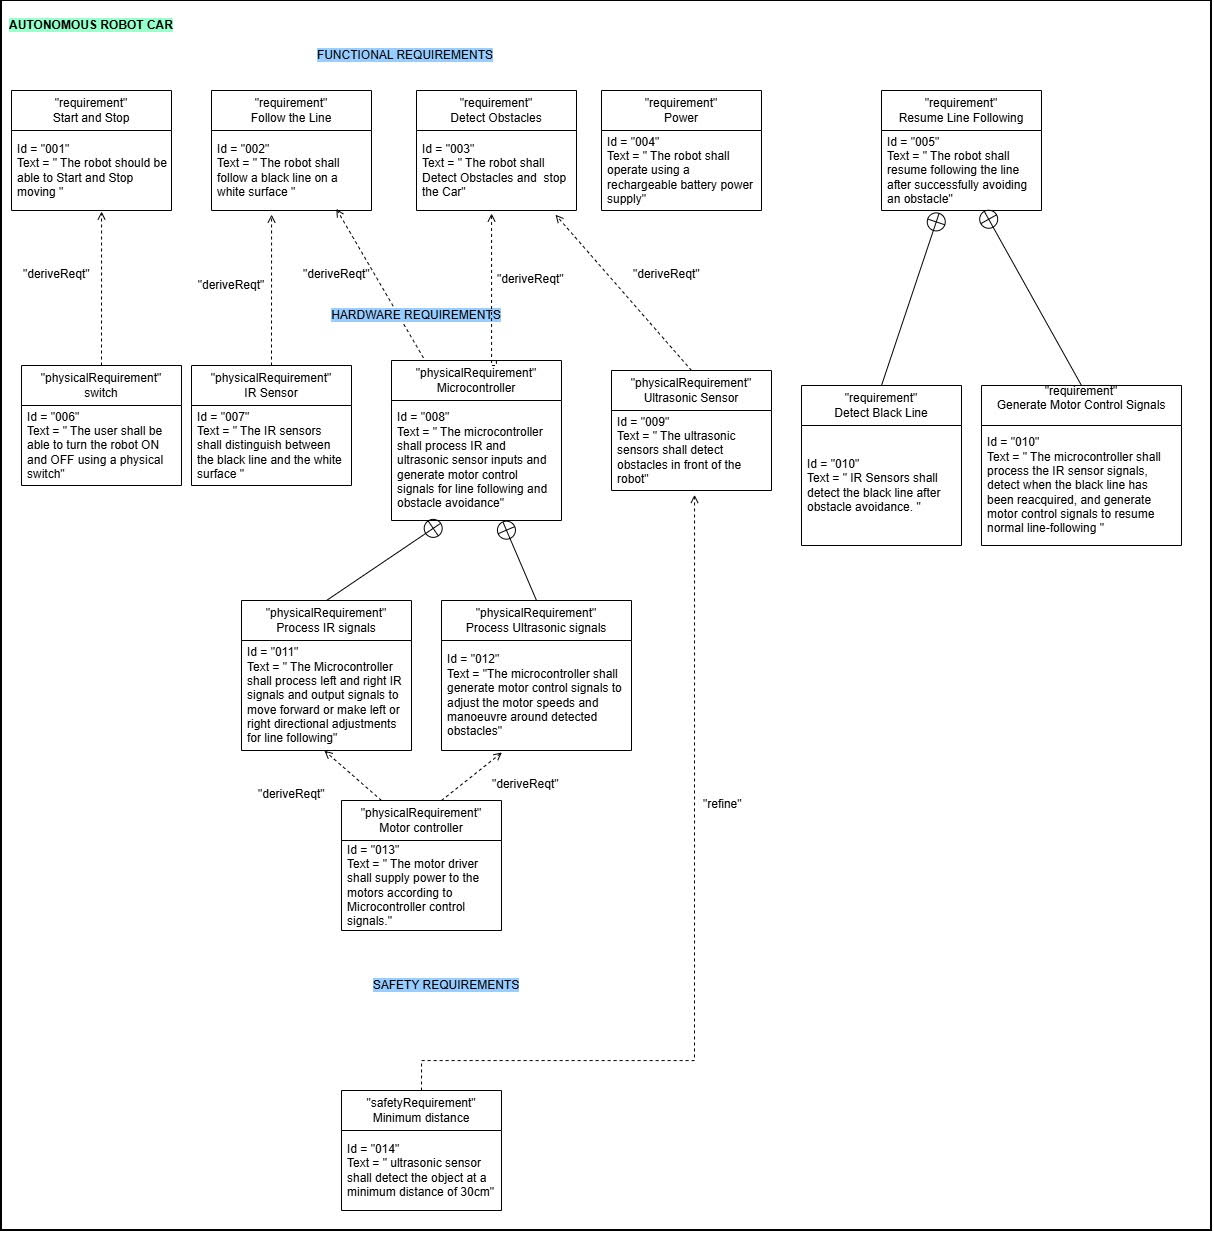 AUTONOMOUS ROBOT CAR
FUNCTIONAL REQUIREMENTS
"requirement"
Start and Stop
Id = "001"
Text = " The robot should be
able to Start and Stop
moving "
"requirement"
Follow the Line
Id = "002"
Text = " The robot shall
follow a black line on a
white surface "
"requirement"
Detect Obstacles
Id = "003"
Text = " The robot shall
Detect Obstacles and  stop
the Car"
"requirement"
Power
Id = "004"
Text = " The robot shall
operate using a
rechargeable battery power
supply"
"requirement"
Resume Line Following
Id = "005"
Text = " The robot shall
resume following the line
after successfully avoiding
an obstacle"
"deriveReqt"
"deriveReqt"
"deriveReqt"
"deriveReqt"
"deriveReqt"
HARDWARE REQUIREMENTS
"physicalRequirement"
switch
Id = "006"
Text = " The user shall be
able to turn the robot ON
and OFF using a physical
switch"
"physicalRequirement"
IR Sensor
Id = "007"
Text = " The IR sensors
shall distinguish between
the black line and the white
surface "
"physicalRequirement"
Microcontroller
Id = "008"
Text = " The microcontroller
shall process IR and
ultrasonic sensor inputs and
generate motor control
signals for line following and
obstacle avoidance"
"physicalRequirement"
Ultrasonic Sensor
Id = "009"
Text = " The ultrasonic
sensors shall detect
obstacles in front of the
robot"
"requirement"
Detect Black Line
Id = "010"
Text = " IR Sensors shall
detect the black line after
obstacle avoidance. "
"requirement"
Generate Motor Control Signals
Id = "010"
Text = " The microcontroller shall
process the IR sensor signals,
detect when the black line has
been reacquired, and generate
motor control signals to resume
normal line-following "
"physicalRequirement"
Process IR signals
Id = "011"
Text = " The Microcontroller
shall process left and right IR
signals and output signals to
move forward or make left or
right directional adjustments
for line following"
"physicalRequirement"
Process Ultrasonic signals
Id = "012"
Text = "The microcontroller shall
generate motor control signals to
adjust the motor speeds and
manoeuvre around detected
obstacles"
"deriveReqt"
"deriveReqt"
"refine"
"physicalRequirement"
Motor controller
Id = "013"
Text = " The motor driver
shall supply power to the
motors according to
Microcontroller control
signals."
SAFETY REQUIREMENTS
"safetyRequirement"
Minimum distance
Id = "014"
Text = " ultrasonic sensor
shall detect the object at a
minimum distance of 30cm"